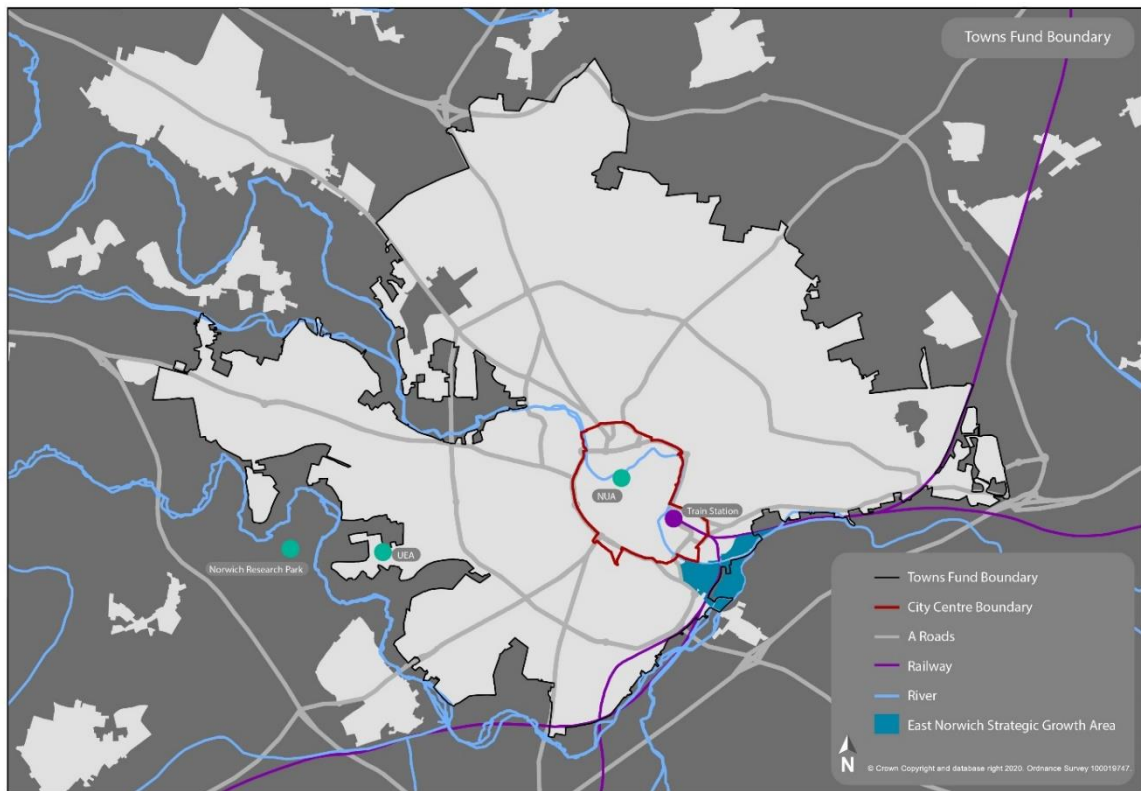 Towns Fund Boundary
NUA
Train Station
Norwich Research Park
UEA
Towns Fund Boundary
City Centre Boundary
A Roads
Railway
River
East Norwich Strategic Growth Area
N
© Crown Copyright and database right 2020. Ordnance Survey 100019747.